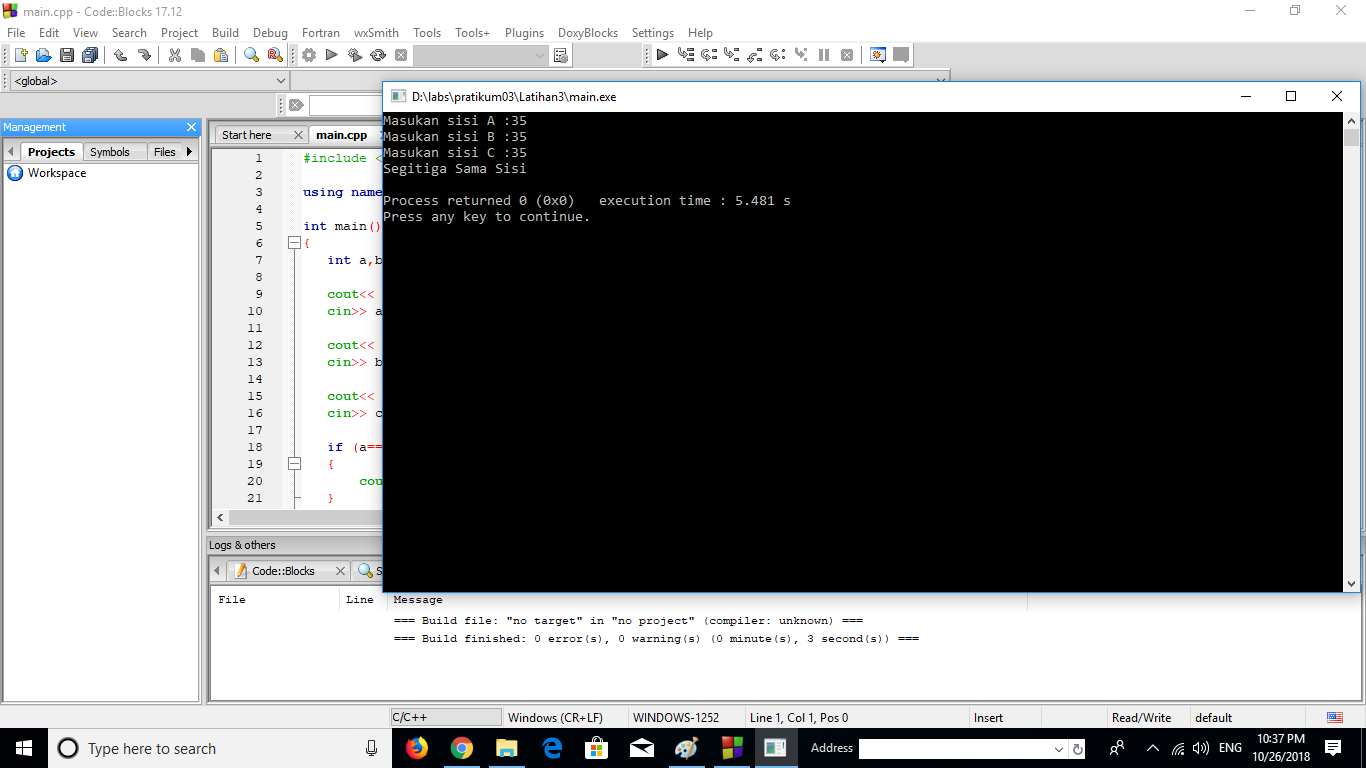 main.cpp - Code::Blocks 17.12
File Edit View Search Project Build Debug Fortran wxSmith Tools Tools+ Plugins DoxyBlocks Settings Help
<global>
D:\labs\pratikum03\Latihan3\main.exe
Masukan sisi A :35
Masukan sisi B :35
Masukan sisi C :35
Segitiga Sama Sisi
Process returned 0 (0x0) execution time : 5.481 s
Press any key to continue.
Management
Projects Symbols Files
Workspace
Start here main.cpp
1 #include <
2
3 using name
4
5 int main()
6 {
7 int a,b
8
9 cout<<
10 cin>> a
11
12 cout<<
13 cin>> b
14
15 cout<<
16 cin>> c
17
18 if (a==
19 {
20 cou
21 }
Logs & others
Code::Blocks S
File Line Message
=== Build file: "no target" in "no project" (compiler: unknown) ===
=== Build finished: 0 error(s), 0 warning(s) (0 minute(s), 3 second(s)) ===
C/C++ Windows (CR+LF) WINDOWS-1252 Line 1, Col 1, Pos 0 Insert Read/Write default
Type here to search
Address
ENG
10:37 PM
10/26/2018